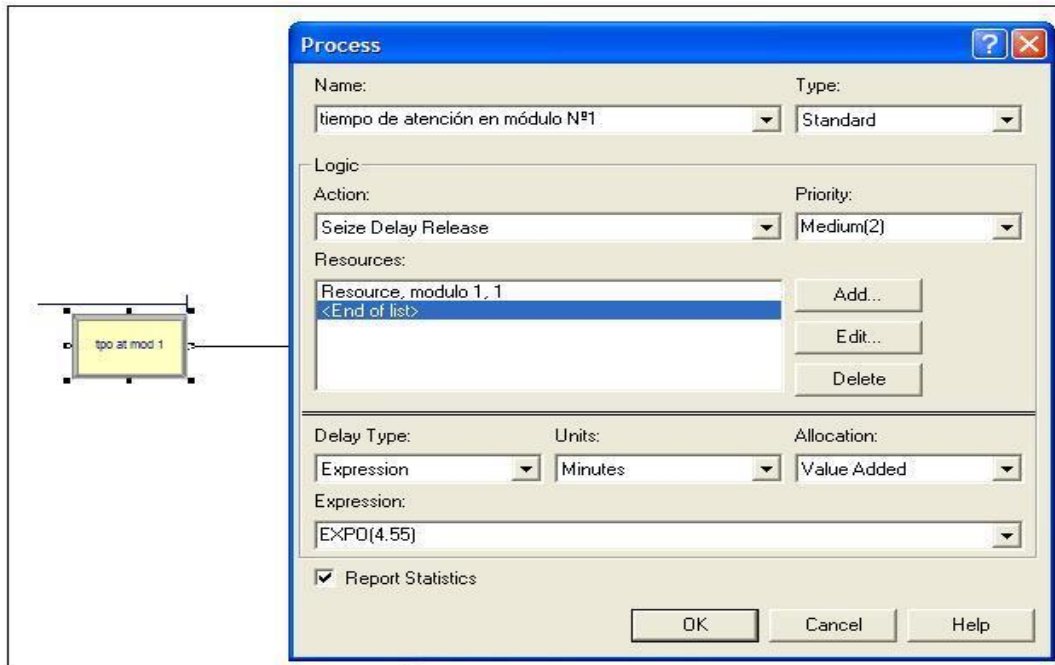 Process
Name:
Type:
tiempo de atención en módulo Nº1
Standard
Logic
Action:
Priority:
Seize Delay Release
Medium(2)
Resources:
Resource, modulo 1, 1
<End of list>
Add...
Edit...
Delete
tpo at mod 1
Delay Type:
Units:
Allocation:
Expression
Minutes
Value Added
Expression:
EXPO(4.55)
Report Statistics
OK
Cancel
Help